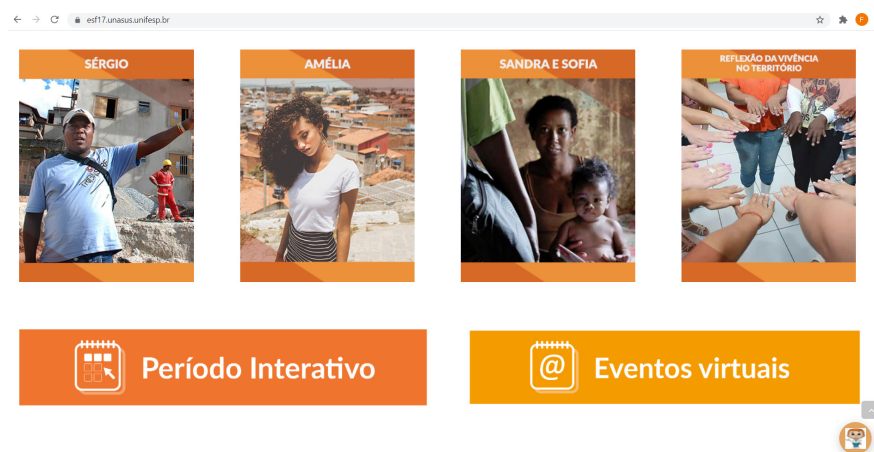 esf17.unasus.unifesp.br
F
SÉRGIO
AMÉLIA
SANDRA E SOFIA
REFLEXÃO DA VIVÊNCIA
NO TERRITÓRIO
Período Interativo
@ Eventos virtuais